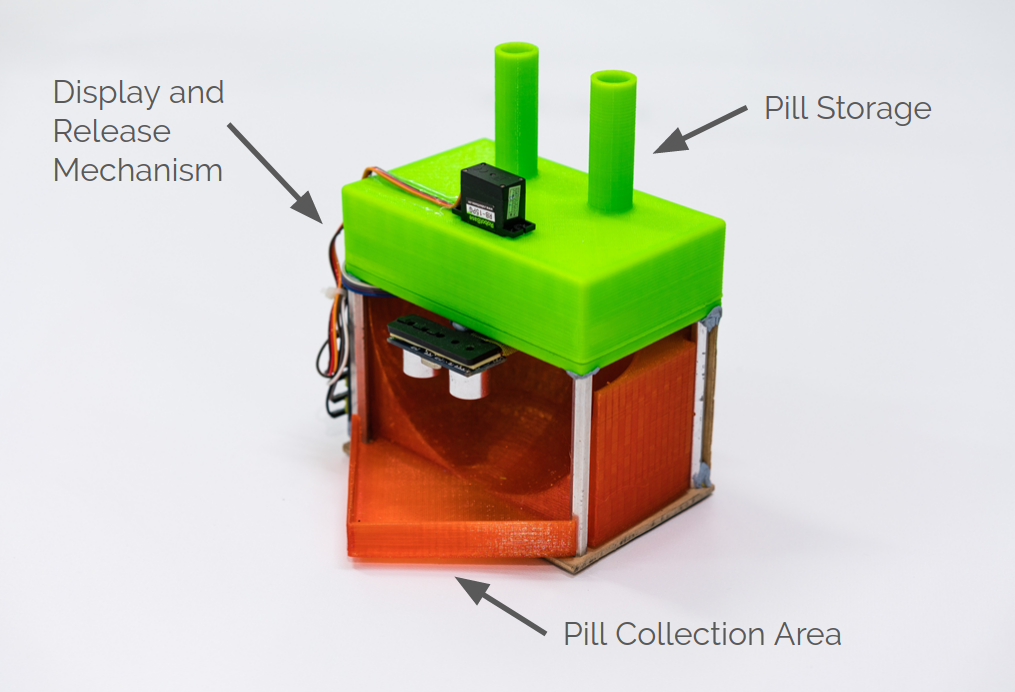 Display and
Release
Mechanism
Pill Storage
Pill Collection Area